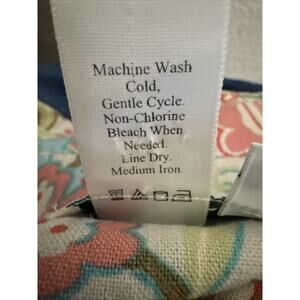 Machine Wash
Cold,
Gentle Cycle.
Non-Chlorine
Bleach When
Needed.
Line Dry.
Medium Iron.